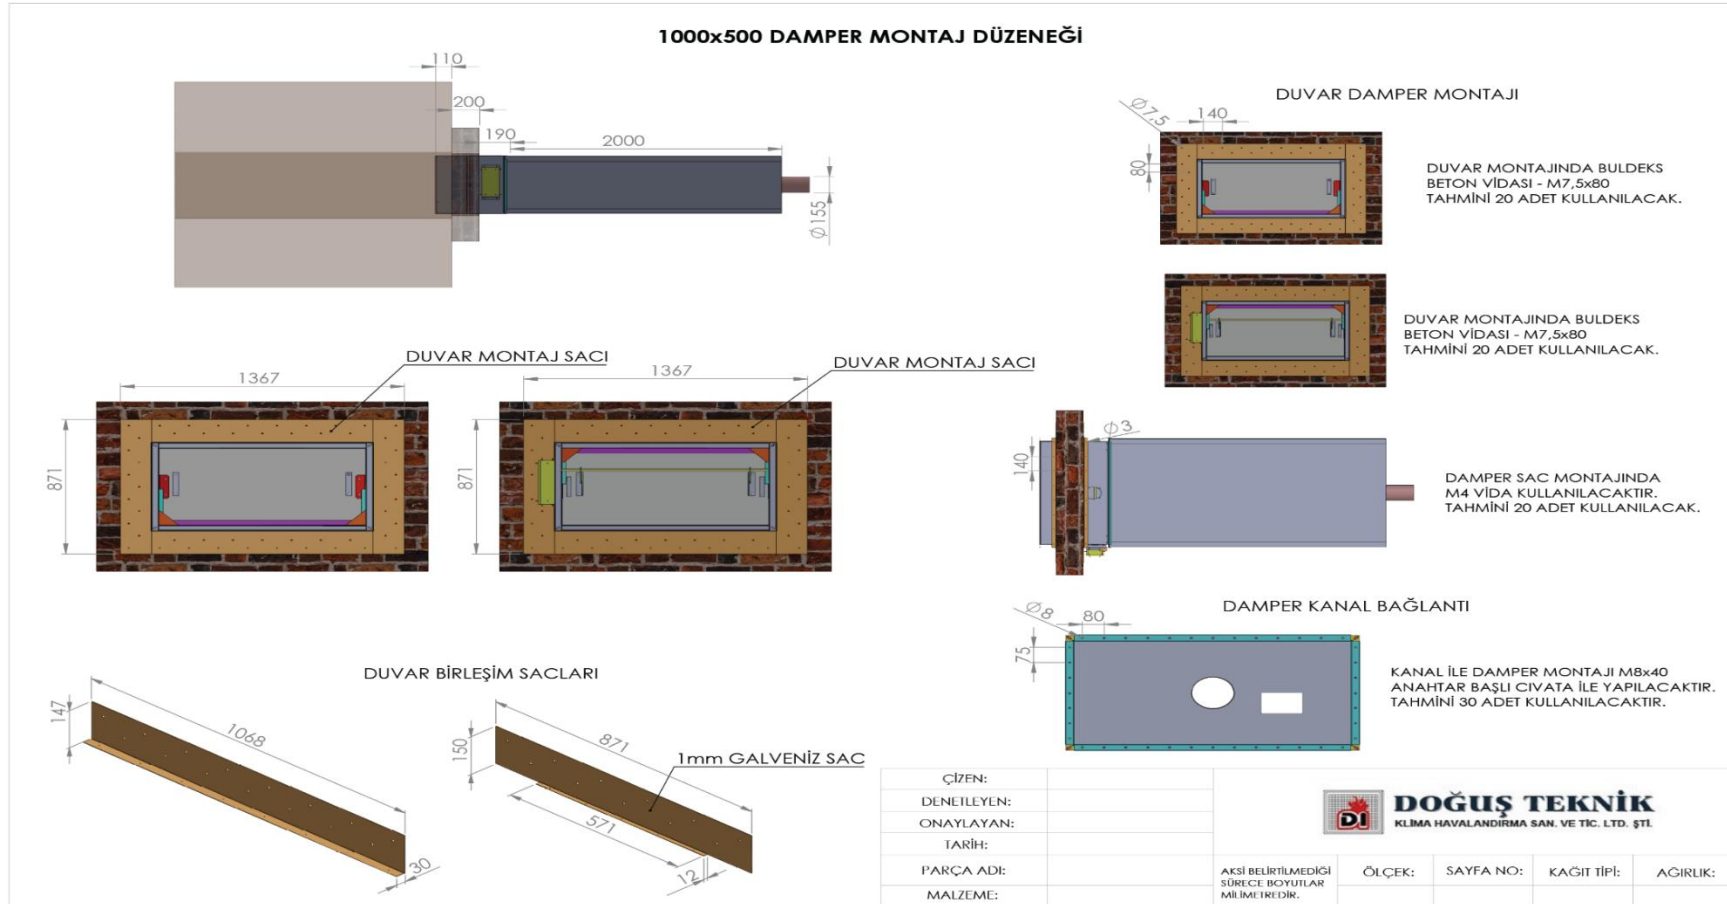 1000x500 DAMPER MONTAJ DÜZENEĞİ
110
200
190
2000
Ø155
DUVAR DAMPER MONTAJI
Ø7,5
140
80
DUVAR MONTAJINDA BULDEKS
BETON VİDASI - M7,5x80
TAHMİNİ 20 ADET KULLANILACAK.
DUVAR MONTAJINDA BULDEKS
BETON VİDASI - M7,5x80
TAHMİNİ 20 ADET KULLANILACAK.
DUVAR MONTAJ SACI
1367
871
DUVAR MONTAJ SACI
1367
871
Ø3
140
DAMPER SAC MONTAJINDA
M4 VİDA KULLANILACAKTIR.
TAHMİNİ 20 ADET KULLANILACAK.
DAMPER KANAL BAĞLANTI
Ø8
80
75
KANAL İLE DAMPER MONTAJI M8x40
ANAHTAR BAŞLI CIVATA İLE YAPILACAKTIR.
TAHMİNİ 30 ADET KULLANILACAKTIR.
DUVAR BİRLEŞİM SACLARI
147
1068
30
150
871
1mm GALVENİZ SAC
571
12
ÇİZEN:
DENETLEYEN:
ONAYLAYAN:
TARİH:
PARÇA ADI:
MALZEME:
DI
DOĞUŞ TEKNİK
KLİMA HAVALANDIRMA SAN. VE TİC. LTD. ŞTİ.
AKSİ BELİRTİLMEDİĞİ
SÜRECE BOYUTLAR
MİLİMETREDİR.
ÖLÇEK:
SAYFA NO:
KAĞIT TİPİ:
AĞIRLIK: